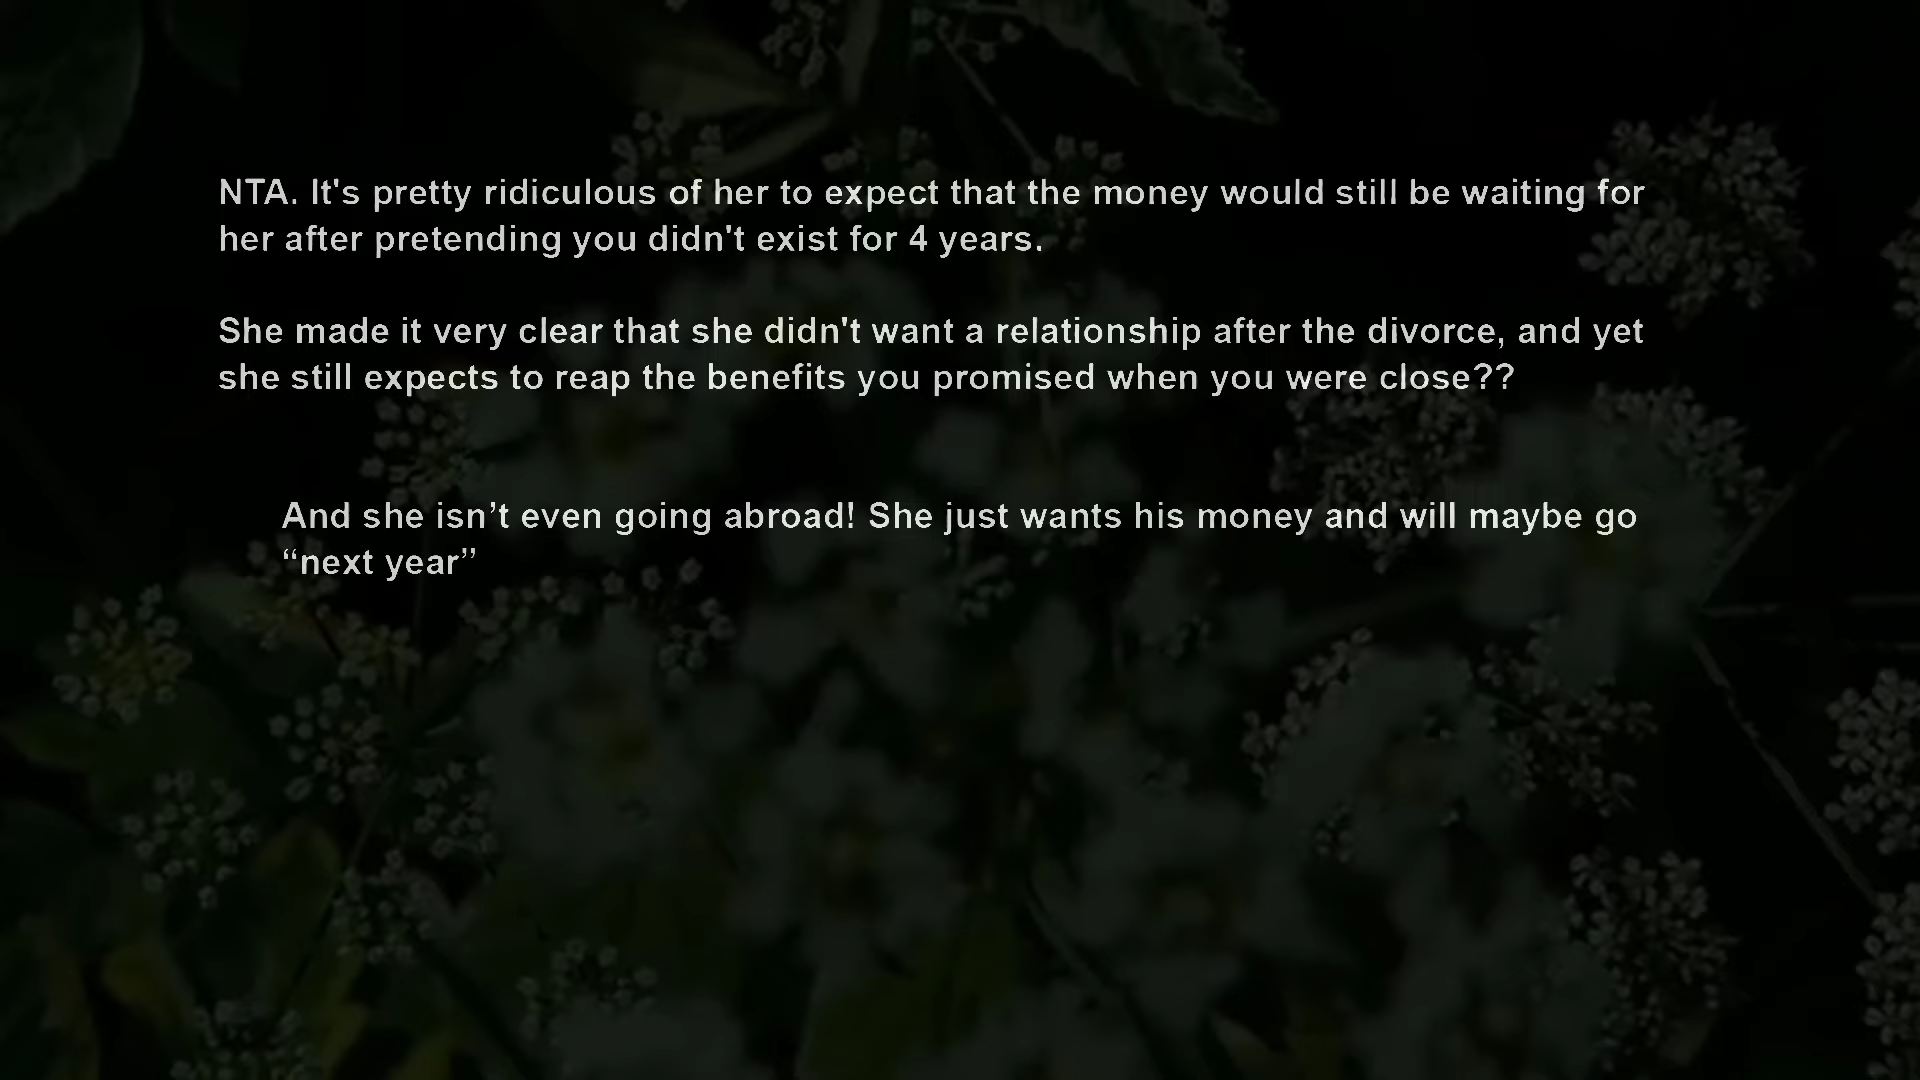 NTA. It's pretty ridiculous of her to expect that the money would still be waiting for
her after pretending you didn't exist for 4 years.
She made it very clear that she didn't want a relationship after the divorce, and yet
she still expects to reap the benefits you promised when you were close??
And she isn’t even going abroad! She just wants his money and will maybe go
“next year”